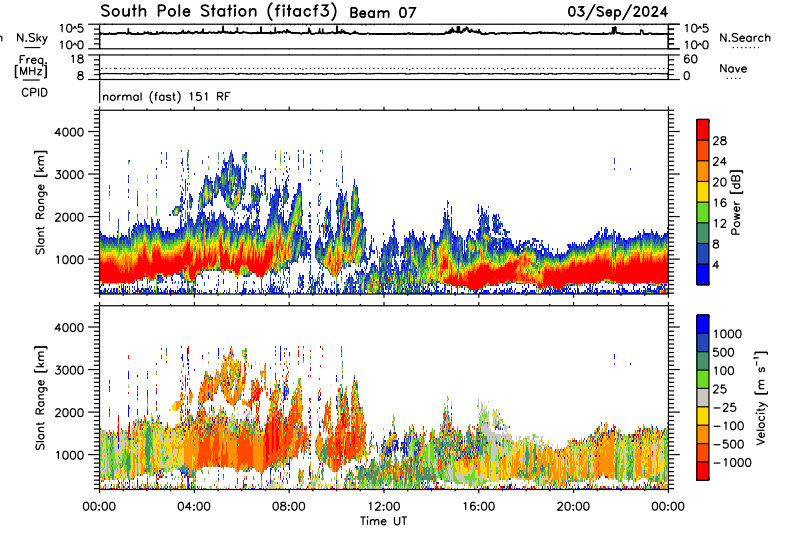 South Pole Station (fitacf3) Beam 07 03/Sep/2024
n N.Sky 10^5 10^5 N.Search
10^0 10^0
Freq. 18 60
[MHz] 8 0 Nave
CPID
normal (fast) 151 RF
4000
3000
2000
1000
Slant Range [km]
28
24
20
16
12
8
4
Power [dB]
4000
3000
2000
1000
Slant Range [km]
1000
500
100
25
-25
-100
-500
-1000
Velocity [m s⁻¹]
00:00 04:00 08:00 12:00 16:00 20:00 00:00
Time UT